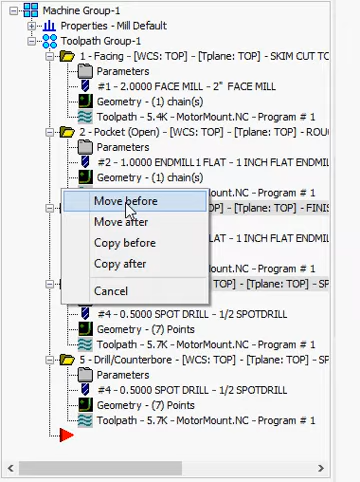 Machine Group-1
Properties - Mill Default
Toolpath Group-1
1 - Facing - [WCS: TOP] - [Tplane: TOP] - SKIM CUT TO
Parameters
#1 - 2.0000 FACE MILL - 2" FACE MILL
Geometry - (1) chain(s)
Toolpath - 5.4K - MotorMount.NC - Program # 1
2 - Pocket (Open) - [WCS: TOP] - [Tplane: TOP] - ROU
Parameters
#2 - 1.0000 ENDMILL1 FLAT - 1 INCH FLAT ENDMIL
Geometry - (1) chain(s)
Move before
Mount.NC - Program # 1
TOP] - [Tplane: TOP] - FINIS
Move after
FLAT - 1 INCH FLAT ENDMIL
Copy before
Copy after
Mount.NC - Program # 1
TOP] - [Tplane: TOP] - SP
Cancel
#4 - 0.5000 SPOT DRILL - 1/2 SPOTDRILL
Geometry - (7) Points
Toolpath - 5.7K - MotorMount.NC - Program # 1
5 - Drill/Counterbore - [WCS: TOP] - [Tplane: TOP] - SP
Parameters
#4 - 0.5000 SPOT DRILL - 1/2 SPOTDRILL
Geometry - (7) Points
Toolpath - 5.4K - MotorMount.NC - Program # 1